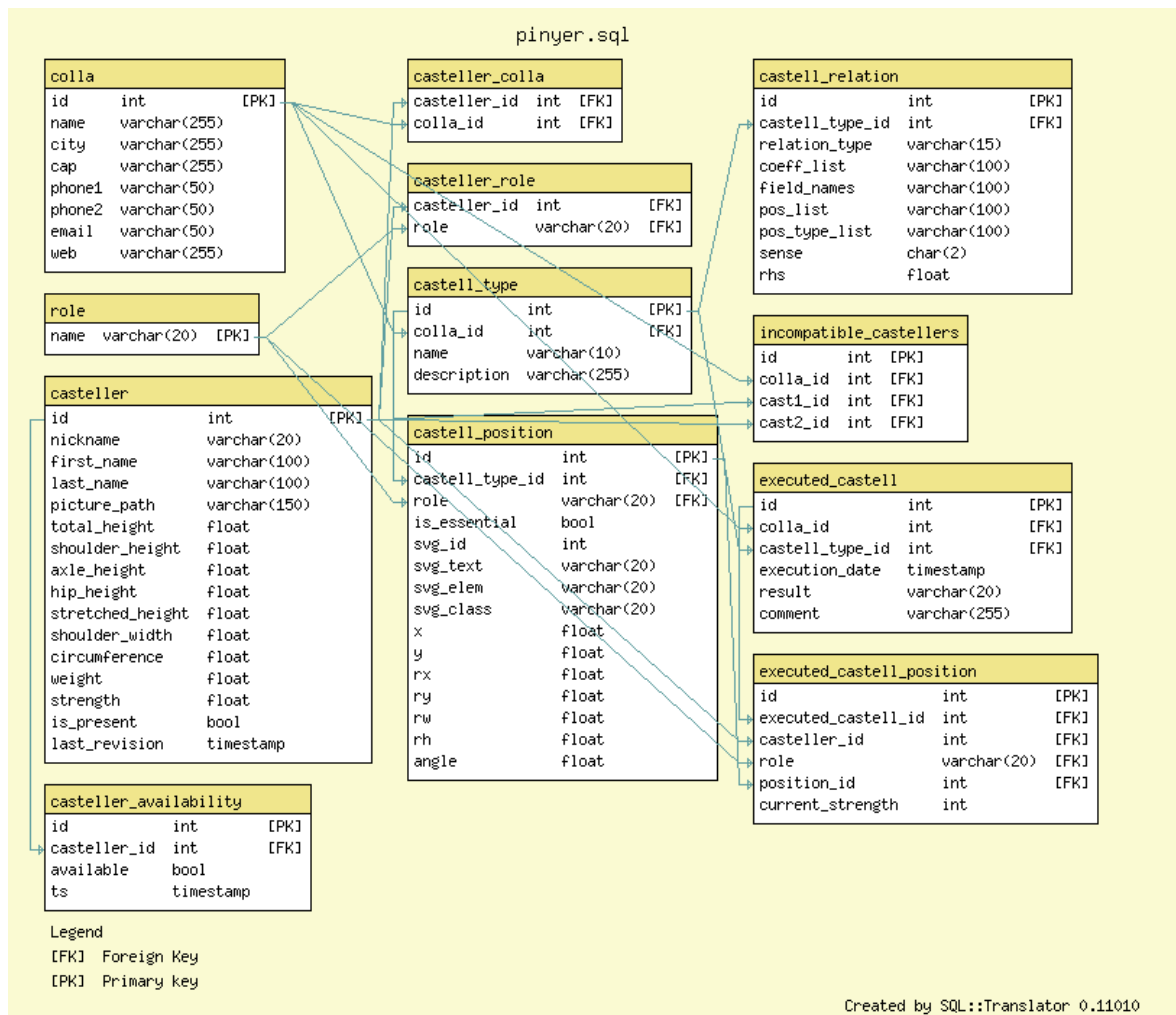 pinyer.sql
colla
id int [PK]
name varchar(255)
city varchar(255)
cap varchar(255)
phone1 varchar(50)
phone2 varchar(50)
email varchar(50)
web varchar(255)
role
name varchar(20) [PK]
casteller
id int [PK]
nickname varchar(20)
first_name varchar(100)
last_name varchar(100)
picture_path varchar(150)
total_height float
shoulder_height float
axle_height float
hip_height float
stretched_height float
shoulder_width float
circumference float
weight float
strength float
is_present bool
last_revision timestamp
casteller_availability
id int [PK]
casteller_id int [FK]
available bool
ts timestamp
casteller_colla
casteller_id int [FK]
colla_id int [FK]
casteller_role
casteller_id int [FK]
role varchar(20) [FK]
castell_type
id int [PK]
colla_id int [FK]
name varchar(10)
description varchar(255)
castell_position
id int [PK]
castell_type_id int [FK]
role varchar(20) [FK]
is_essential bool
svg_id int
svg_text varchar(20)
svg_elem varchar(20)
svg_class varchar(20)
x float
y float
rx float
ry float
rw float
rh float
angle float
castell_relation
id int [PK]
castell_type_id int [FK]
relation_type varchar(15)
coeff_list varchar(100)
field_names varchar(100)
pos_list varchar(100)
pos_type_list varchar(100)
sense char(2)
rhs float
incompatible_castellers
id int [PK]
colla_id int [FK]
cast1_id int [FK]
cast2_id int [FK]
executed_castell
id int [PK]
colla_id int [FK]
castell_type_id int [FK]
execution_date timestamp
result varchar(20)
comment varchar(255)
executed_castell_position
id int [PK]
executed_castell_id int [FK]
casteller_id int [FK]
role varchar(20) [FK]
position_id int [FK]
current_strength int
Legend
[FK] Foreign Key
[PK] Primary key
Created by SQL::Translator 0.11010